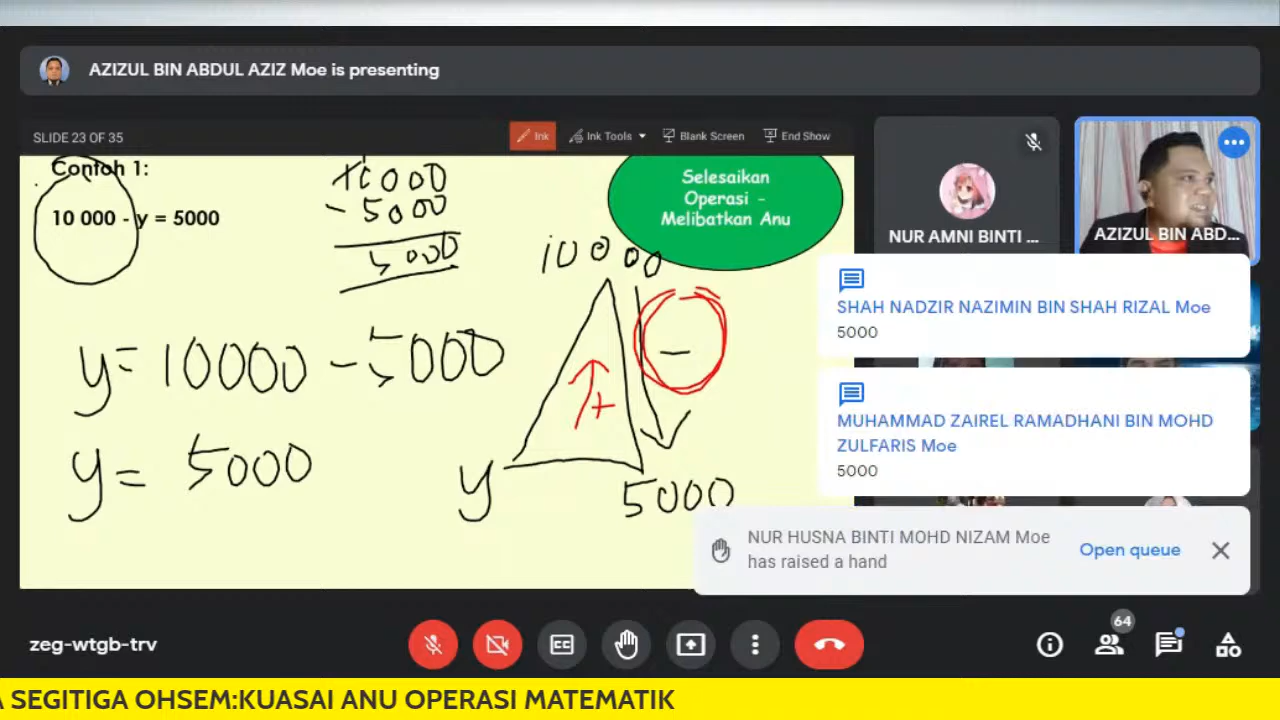 AZIZUL BIN ABDUL AZIZ Moe is presenting
SLIDE 23 OF 35
Ink
Ink Tools
Blank Screen
End Show
Contoh 1:
10 000 - y = 5000
- 5000
5000
Selesaikan
Operasi -
Melibatkan Anu
10000
y = 10000 - 5000
y = 5000
-
+
y
5000
NUR AMNI BINTI ...
AZIZUL BIN ABD...
SHAH NADZIR NAZIMIN BIN SHAH RIZAL Moe
5000
MUHAMMAD ZAIREL RAMADHANI BIN MOHD
ZULFARIS Moe
5000
NUR HUSNA BINTI MOHD NIZAM Moe
has raised a hand
Open queue
zeg-wtgb-trv
CC
64
A SEGITIGA OHSEM:KUASAI ANU OPERASI MATEMATIK